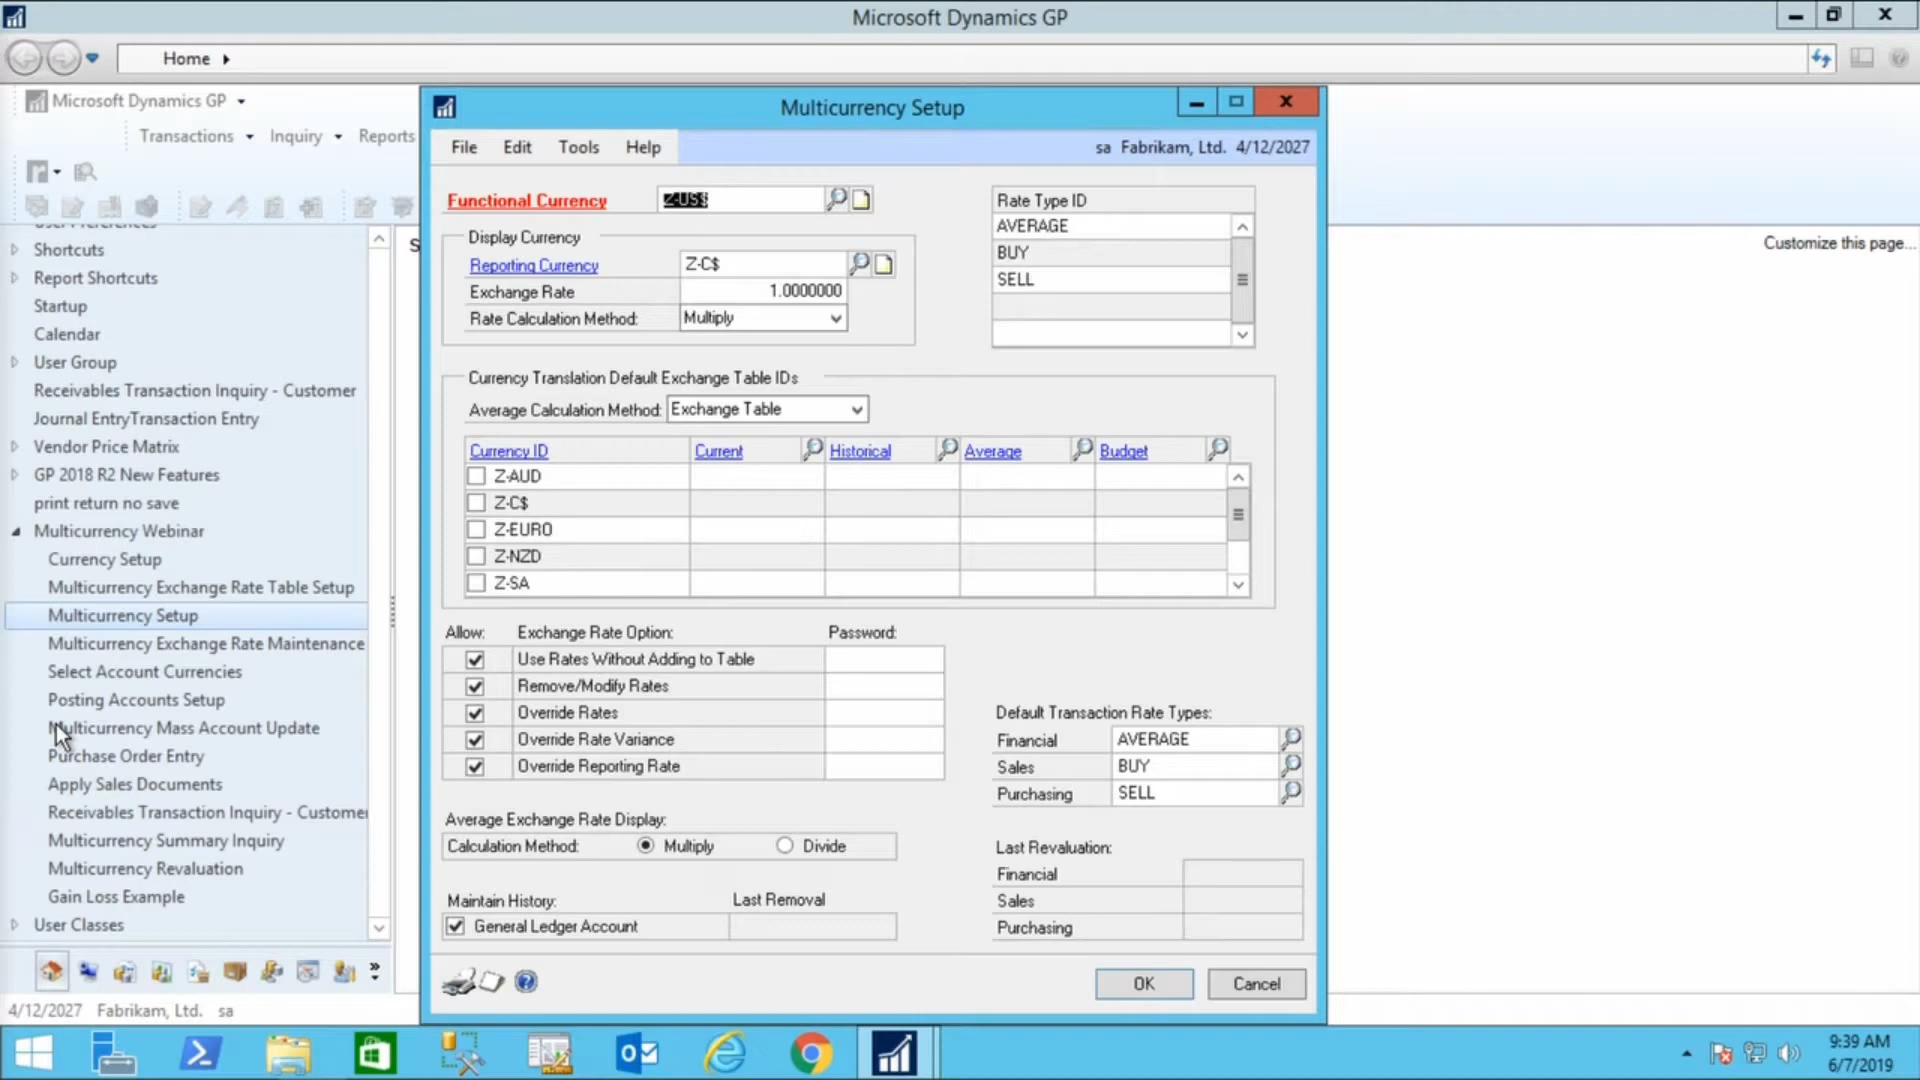 Microsoft Dynamics GP
Home
Microsoft Dynamics GP
Transactions Inquiry Reports
User Preferences
Shortcuts
Report Shortcuts
Startup
Calendar
User Group
Receivables Transaction Inquiry - Customer
Journal EntryTransaction Entry
Vendor Price Matrix
GP 2018 R2 New Features
print return no save
Multicurrency Webinar
Currency Setup
Multicurrency Exchange Rate Table Setup
Multicurrency Setup
Multicurrency Exchange Rate Maintenance
Select Account Currencies
Posting Accounts Setup
Multicurrency Mass Account Update
Purchase Order Entry
Apply Sales Documents
Receivables Transaction Inquiry - Customer
Multicurrency Summary Inquiry
Multicurrency Revaluation
Gain Loss Example
User Classes
4/12/2027 Fabrikam, Ltd. sa
S
Customize this page...
Multicurrency Setup
File Edit Tools Help
sa Fabrikam, Ltd. 4/12/2027
Functional Currency Z-US$
Display Currency
Reporting Currency Z-C$
Exchange Rate 1.0000000
Rate Calculation Method: Multiply
Rate Type ID
AVERAGE
BUY
SELL
Currency Translation Default Exchange Table IDs
Average Calculation Method: Exchange Table
Currency ID Current Historical Average Budget
Z-AUD
Z-C$
Z-EURO
Z-NZD
Z-SA
Allow: Exchange Rate Option: Password:
Use Rates Without Adding to Table
Remove/Modify Rates
Override Rates
Override Rate Variance
Override Reporting Rate
Default Transaction Rate Types:
Financial AVERAGE
Sales BUY
Purchasing SELL
Average Exchange Rate Display:
Calculation Method: Multiply Divide
Last Revaluation:
Financial
Sales
Purchasing
Maintain History: Last Removal
General Ledger Account
OK Cancel
9:39 AM
6/7/2019